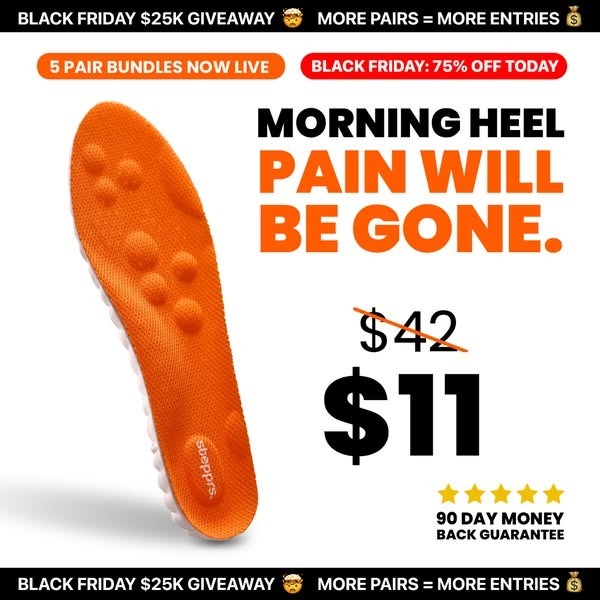 BLACK FRIDAY $25K GIVEAWAY 🤯 MORE PAIRS = MORE ENTRIES 💰
5 PAIR BUNDLES NOW LIVE
BLACK FRIDAY: 75% OFF TODAY
MORNING HEEL
PAIN WILL
BE GONE.
$42
$11
stepprs.
90 DAY MONEY
BACK GUARANTEE
BLACK FRIDAY $25K GIVEAWAY 🤯 MORE PAIRS = MORE ENTRIES 💰